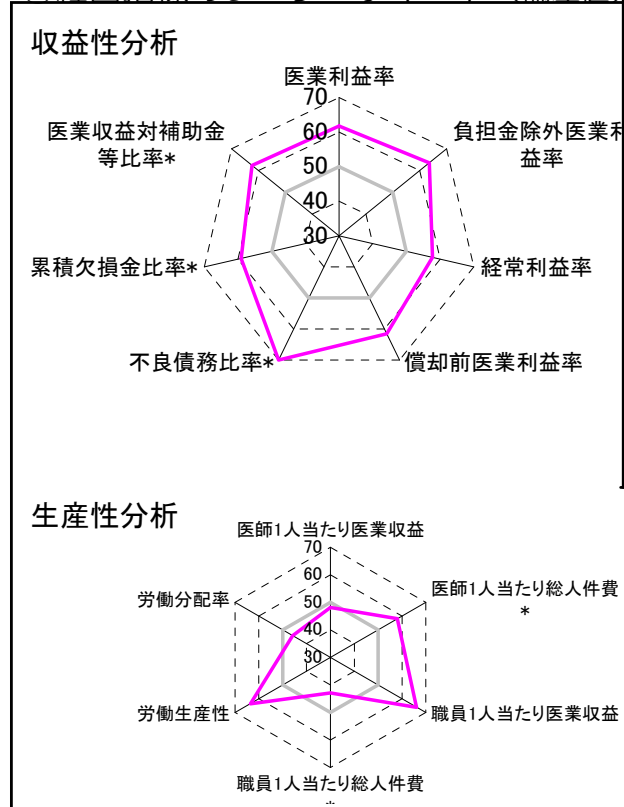 収益性分析
医業利益率
70
60
50
40
30
医業収益対補助金
等比率*
負担金除外医業利
益率
累積欠損金比率*
経常利益率
不良債務比率*
償却前医業利益率
生産性分析
医師1人当たり医業収益
70
60
50
40
30
労働分配率
医師1人当たり総人件費
*
労働生産性
職員1人当たり医業収益
職員1人当たり総人件費
*